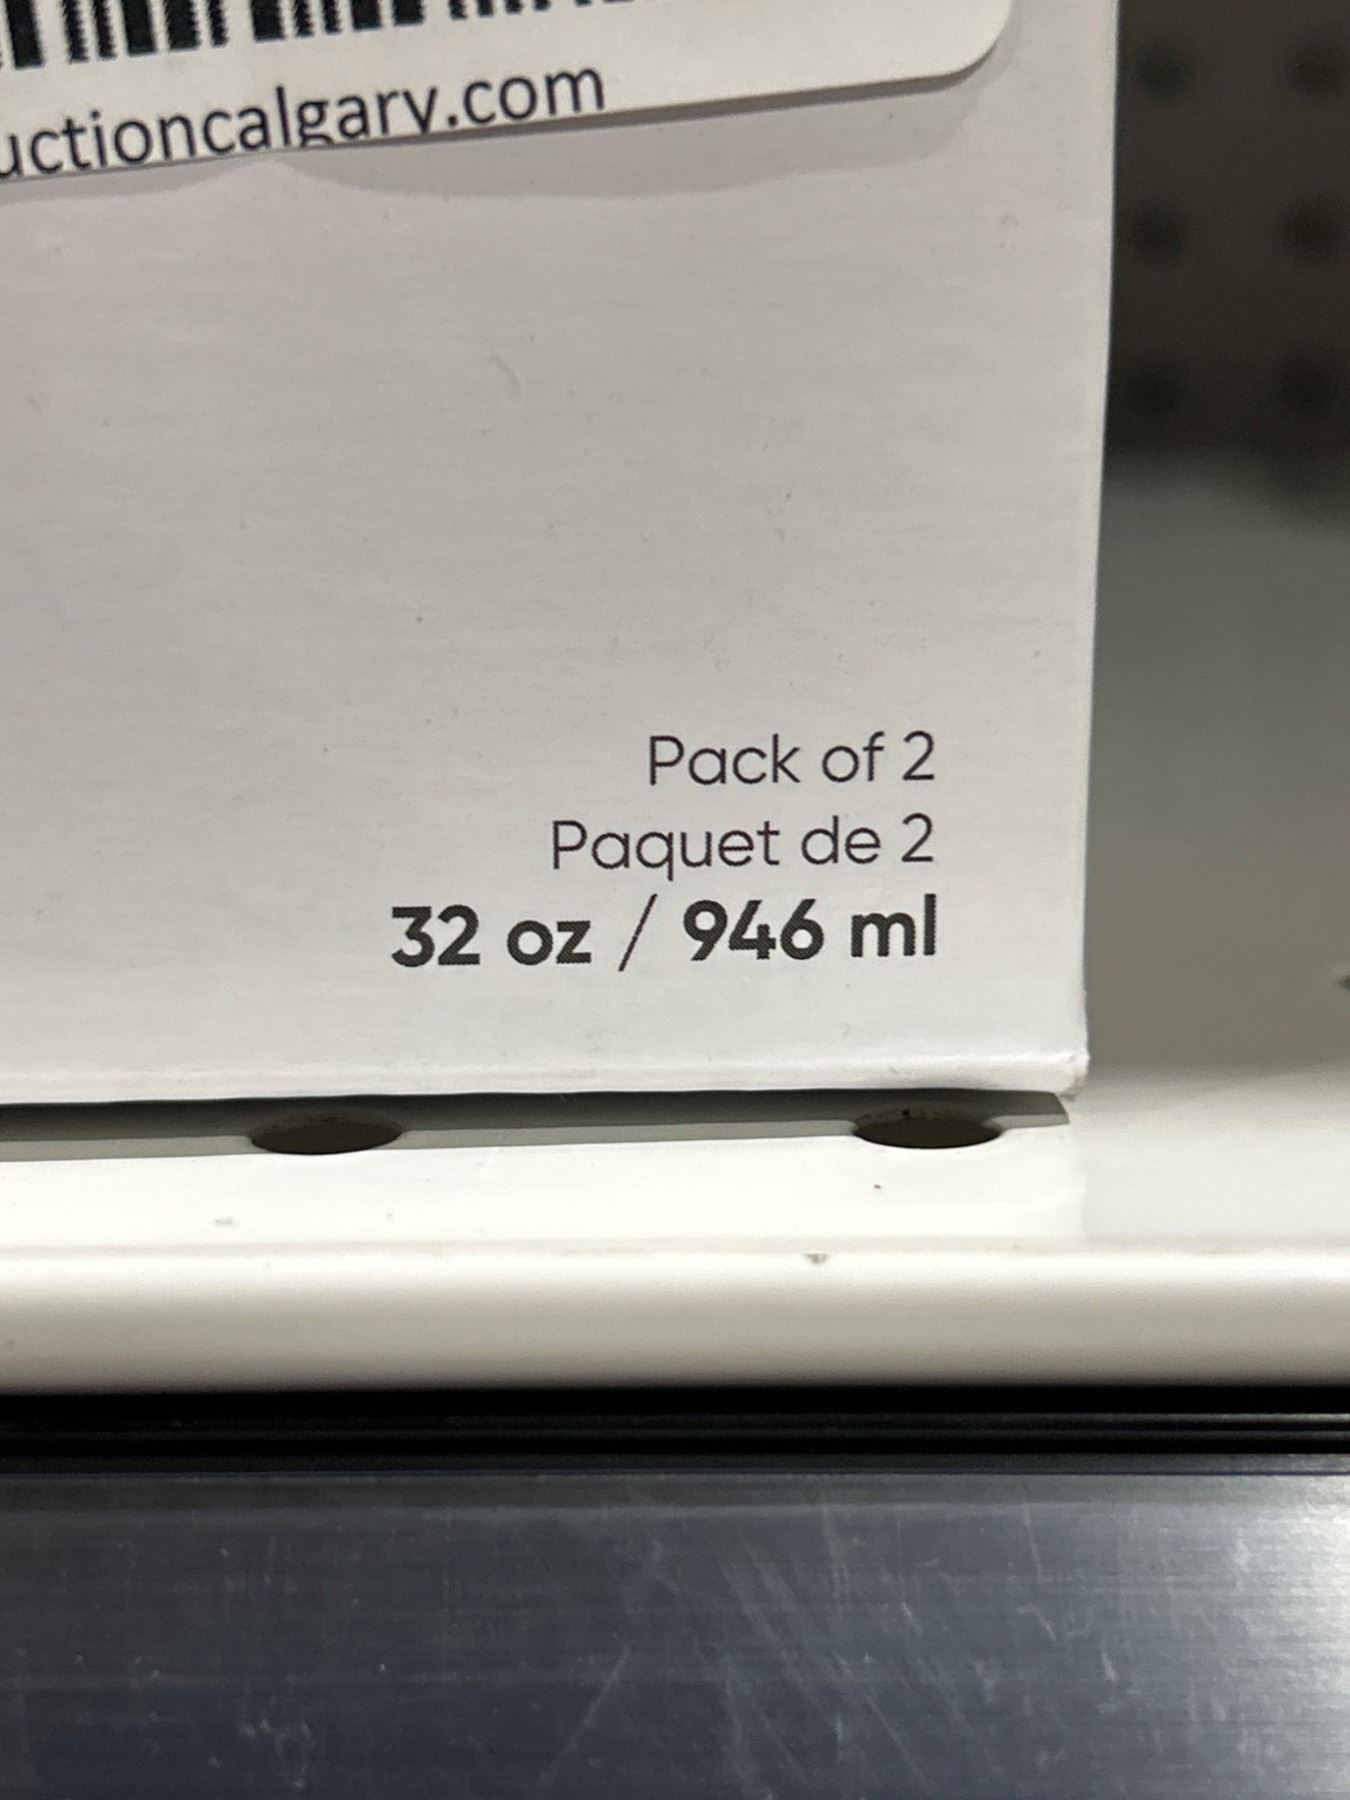 uctioncalgary.com
Pack of 2
Paquet de 2
32 oz / 946 ml